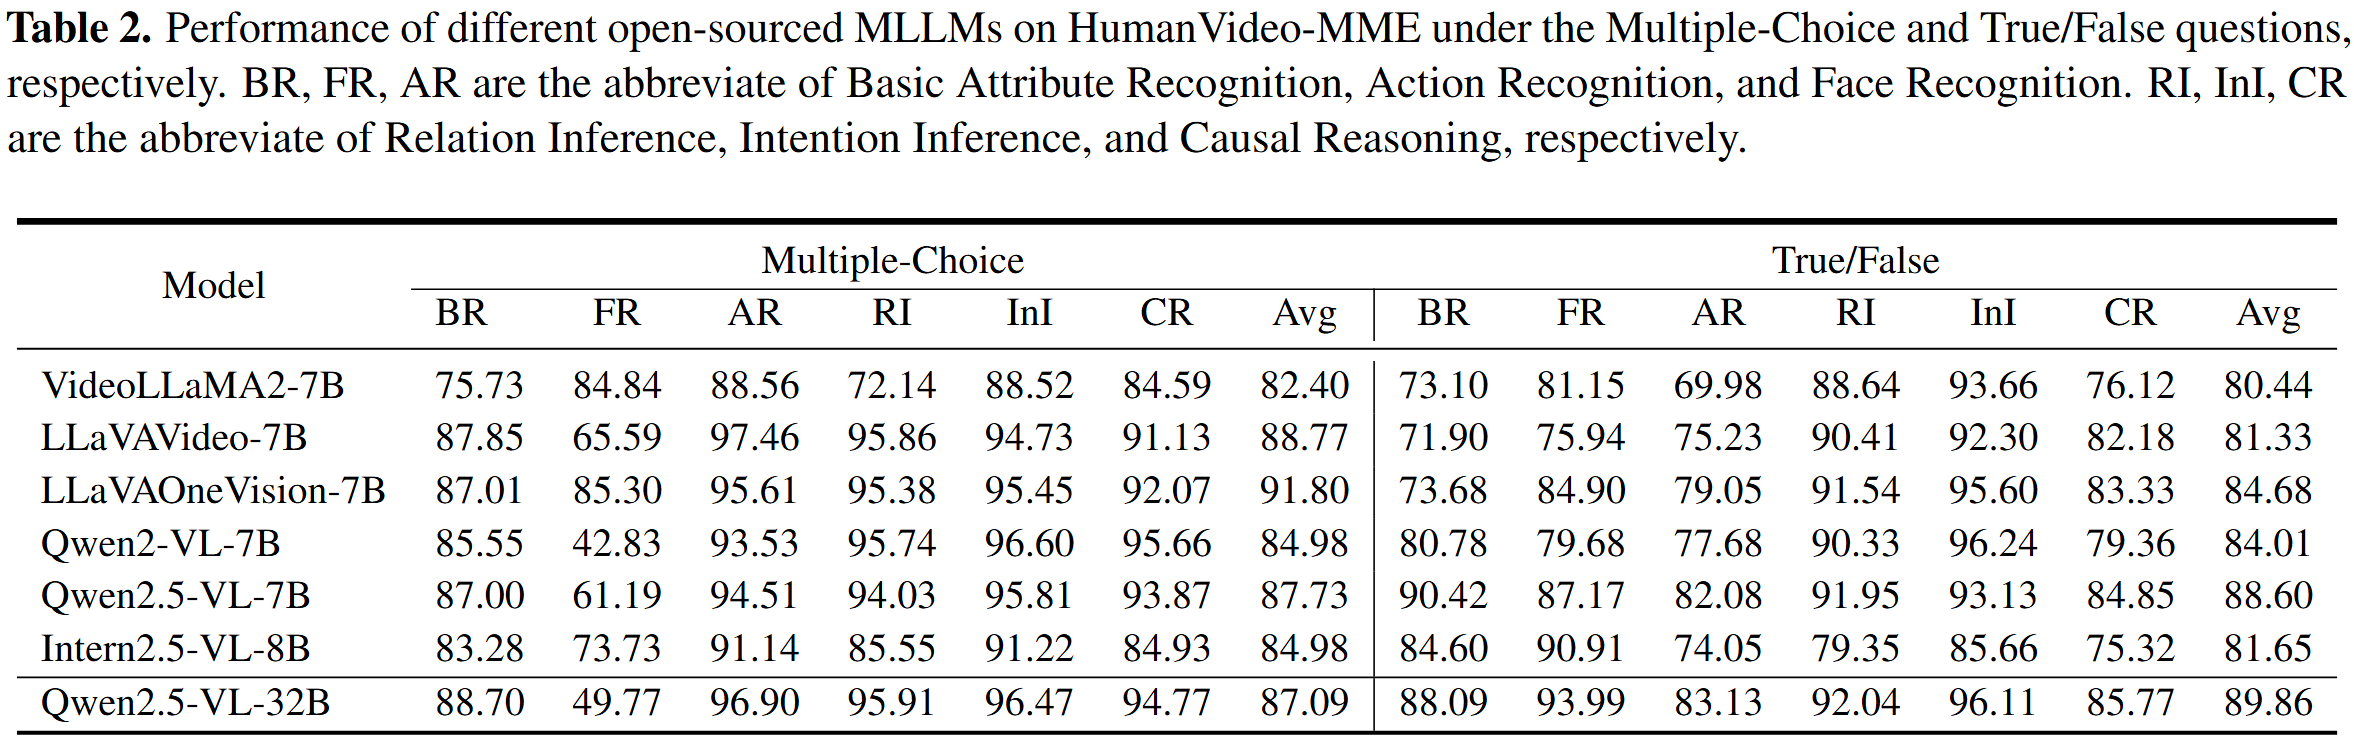 Table 2. Performance of different open-sourced MLLMs on HumanVideo-MME under the Multiple-Choice and True/False questions,
respectively. BR, FR, AR are the abbreviate of Basic Attribute Recognition, Action Recognition, and Face Recognition. RI, InI, CR
are the abbreviate of Relation Inference, Intention Inference, and Causal Reasoning, respectively.
Model Multiple-Choice True/False
BR FR AR RI InI CR Avg BR FR AR RI InI CR Avg
VideoLLaMA2-7B 75.73 84.84 88.56 72.14 88.52 84.59 82.40 73.10 81.15 69.98 88.64 93.66 76.12 80.44
LLaVAVideo-7B 87.85 65.59 97.46 95.86 94.73 91.13 88.77 71.90 75.94 75.23 90.41 92.30 82.18 81.33
LLaVAOneVision-7B 87.01 85.30 95.61 95.38 95.45 92.07 91.80 73.68 84.90 79.05 91.54 95.60 83.33 84.68
Qwen2-VL-7B 85.55 42.83 93.53 95.74 96.60 95.66 84.98 80.78 79.68 77.68 90.33 96.24 79.36 84.01
Qwen2.5-VL-7B 87.00 61.19 94.51 94.03 95.81 93.87 87.73 90.42 87.17 82.08 91.95 93.13 84.85 88.60
Intern2.5-VL-8B 83.28 73.73 91.14 85.55 91.22 84.93 84.98 84.60 90.91 74.05 79.35 85.66 75.32 81.65
Qwen2.5-VL-32B 88.70 49.77 96.90 95.91 96.47 94.77 87.09 88.09 93.99 83.13 92.04 96.11 85.77 89.86